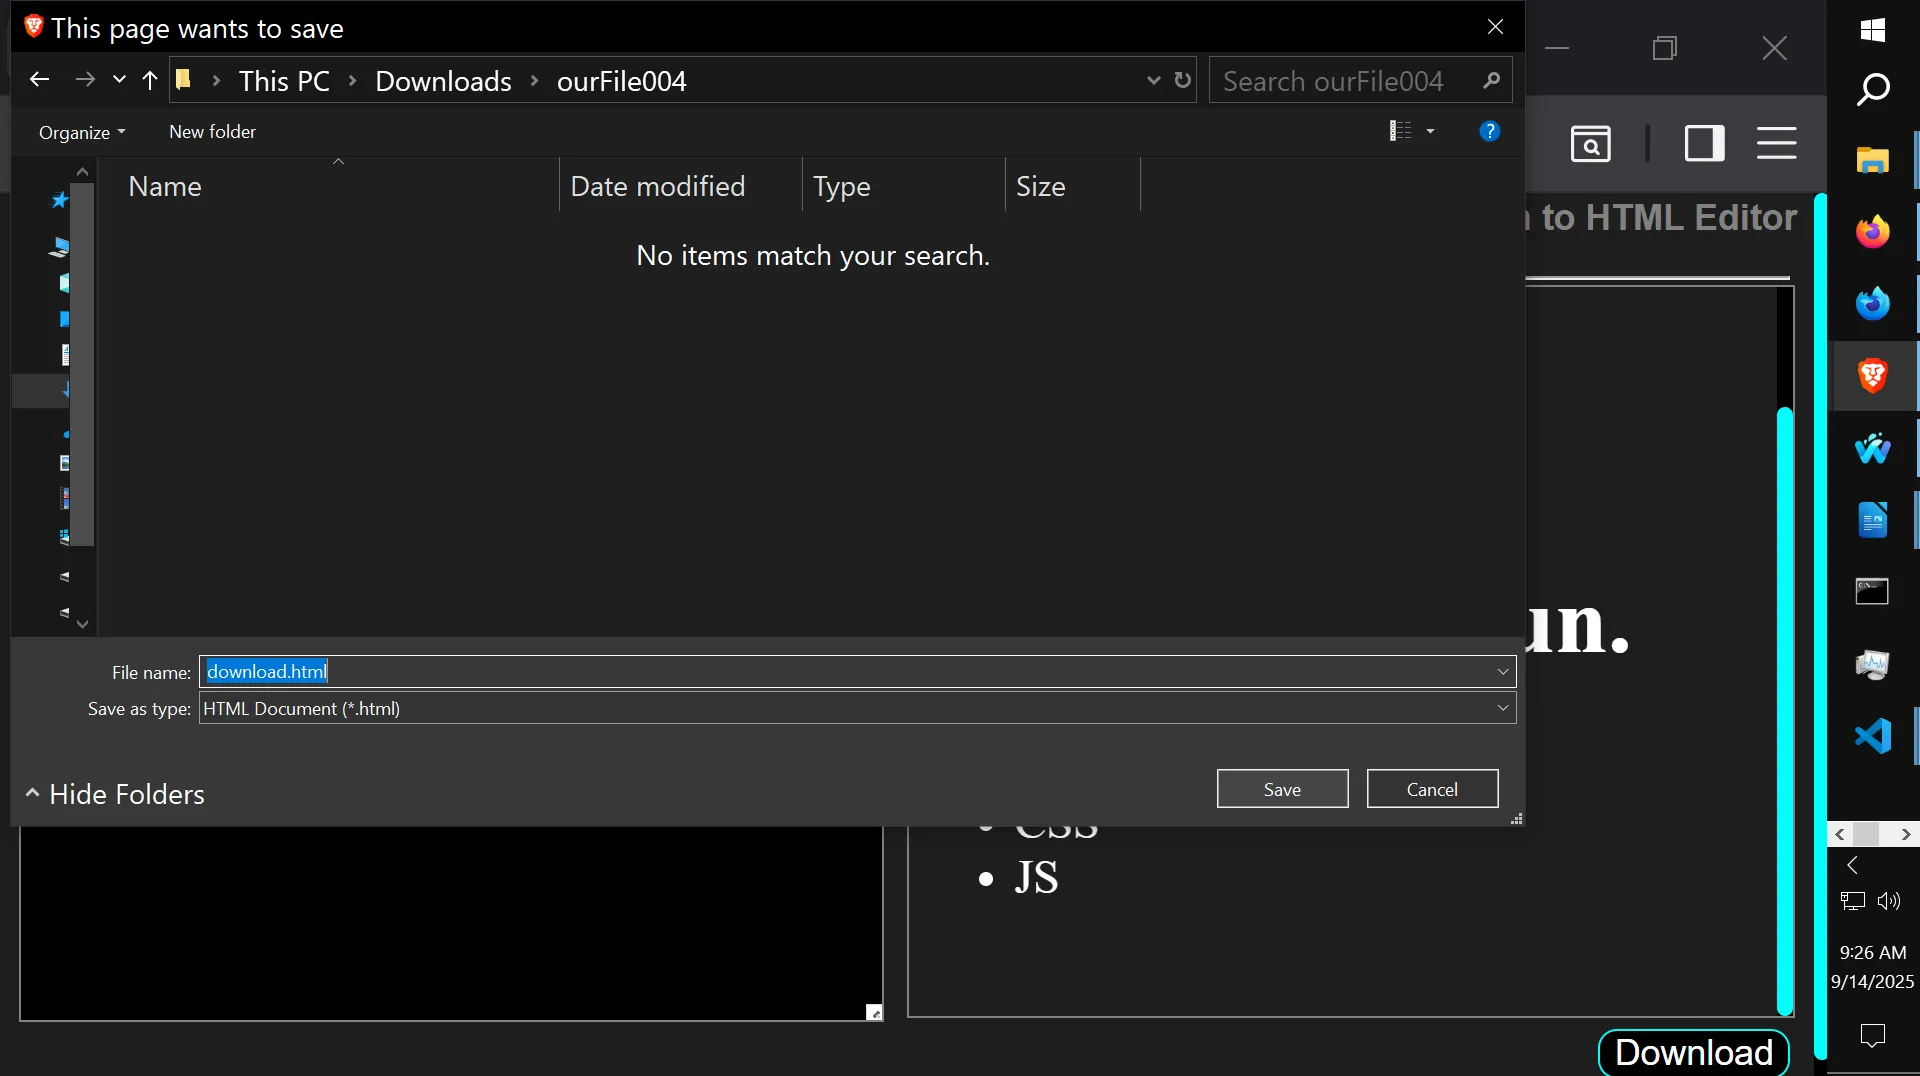 This page wants to save
This PC > Downloads > ourFile004
Search ourFile004
Organize
New folder
Name
Date modified
Type
Size
No items match your search.
to HTML Editor
un.
File name: download.html
Save as type: HTML Document (*.html)
Hide Folders
Save
Cancel
CSS
JS
Download
9:26 AM
9/14/2025